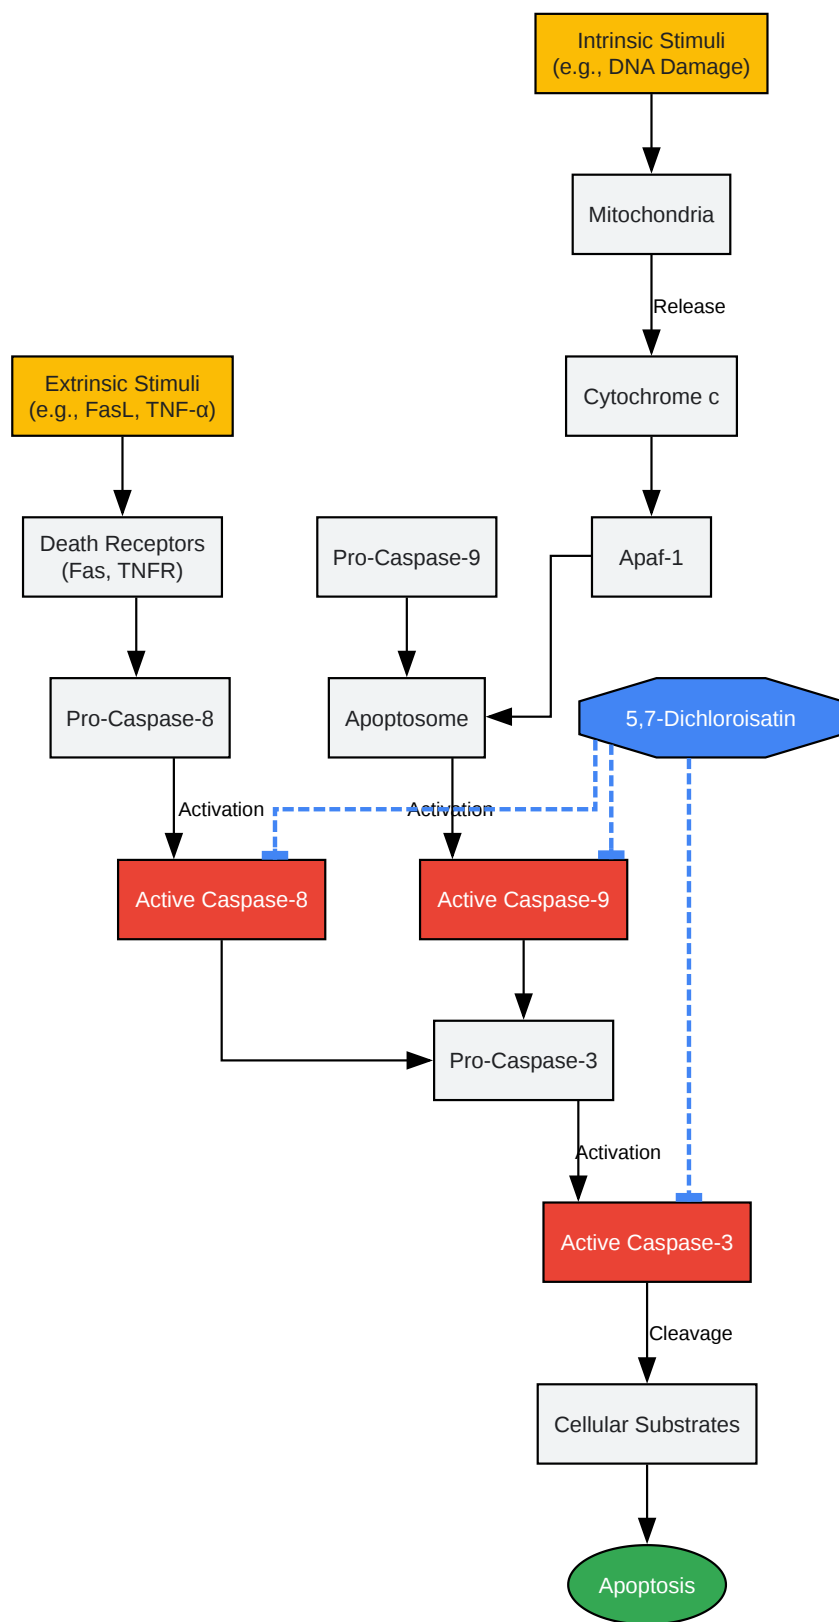 Intrinsic Stimuli
(e.g., DNA Damage)
Mitochondria
Release
Extrinsic Stimuli
(e.g., FasL, TNF-α)
Cytochrome c
Death Receptors
(Fas, TNFR)
Pro-Caspase-9
Apaf-1
Pro-Caspase-8
Apoptosome
5,7-Dichloroisatin
Activation
Activation
Active Caspase-8
Active Caspase-9
Pro-Caspase-3
Activation
Active Caspase-3
Cleavage
Cellular Substrates
Apoptosis